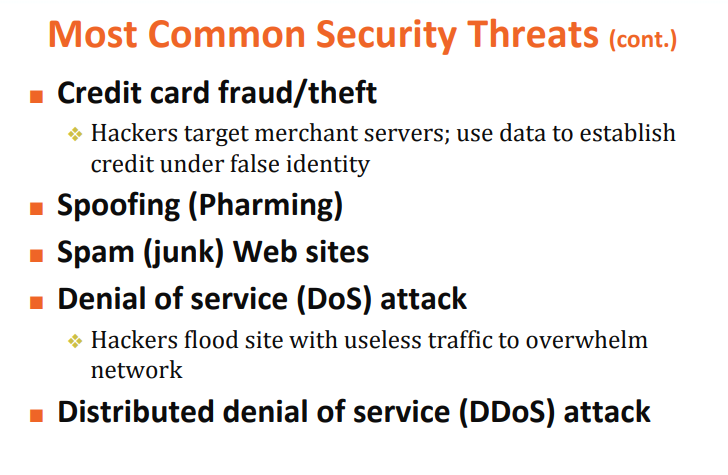 Most Common Security Threats (cont.)
■ Credit card fraud/theft
❖ Hackers target merchant servers; use data to establish
credit under false identity
■ Spoofing (Pharming)
■ Spam (junk) Web sites
■ Denial of service (DoS) attack
❖ Hackers flood site with useless traffic to overwhelm
network
■ Distributed denial of service (DDoS) attack